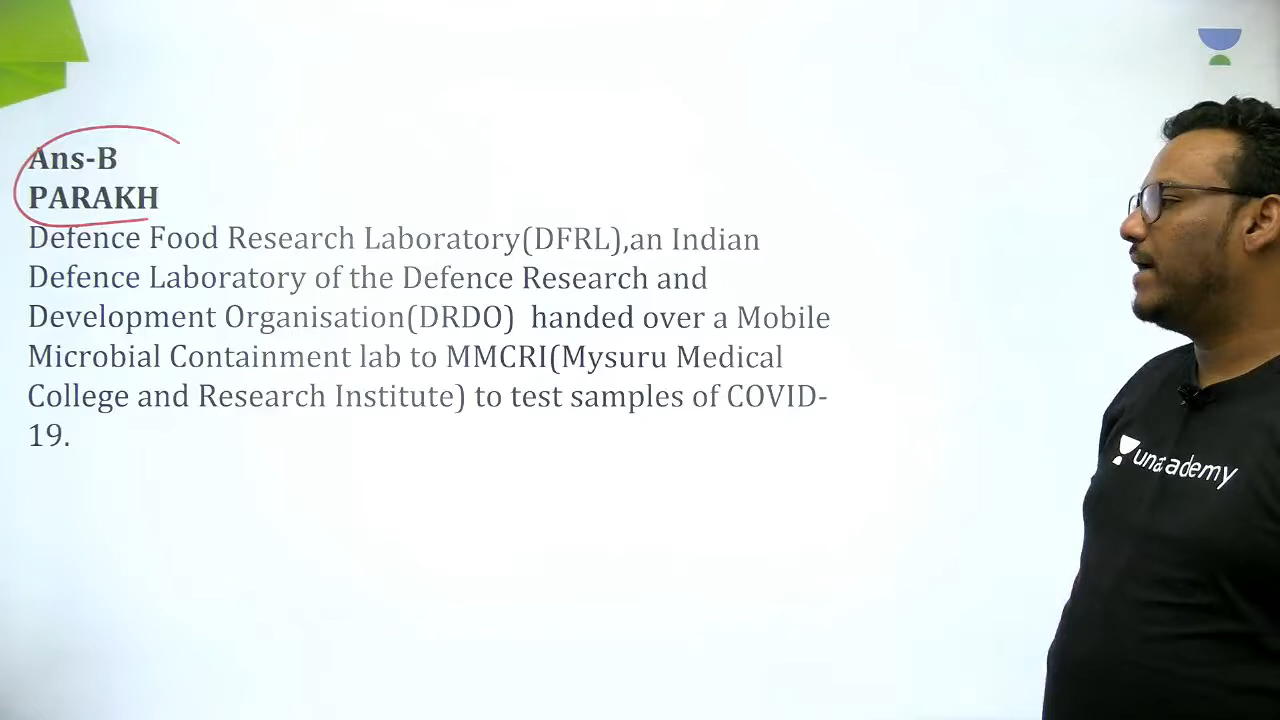 Ans-B
PARAKH
Defence Food Research Laboratory(DFRL),an Indian
Defence Laboratory of the Defence Research and
Development Organisation(DRDO)  handed over a Mobile
Microbial Containment lab to MMCRI(Mysuru Medical
College and Research Institute) to test samples of COVID-
19.
unacademy